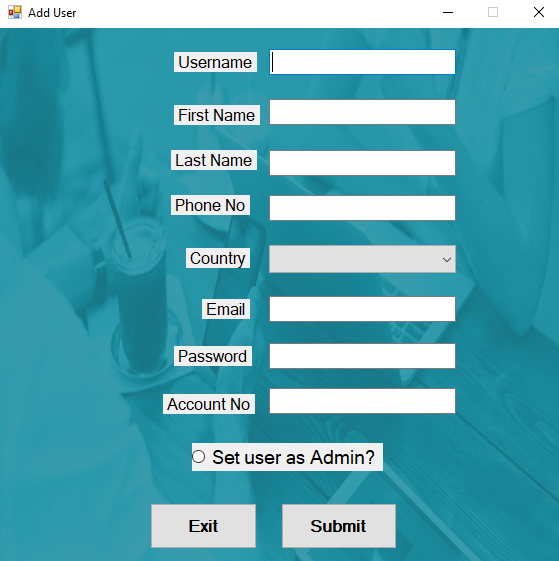 Add User
Username
First Name
Last Name
Phone No
Country
Email
Password
Account No
Set user as Admin?
Exit
Submit